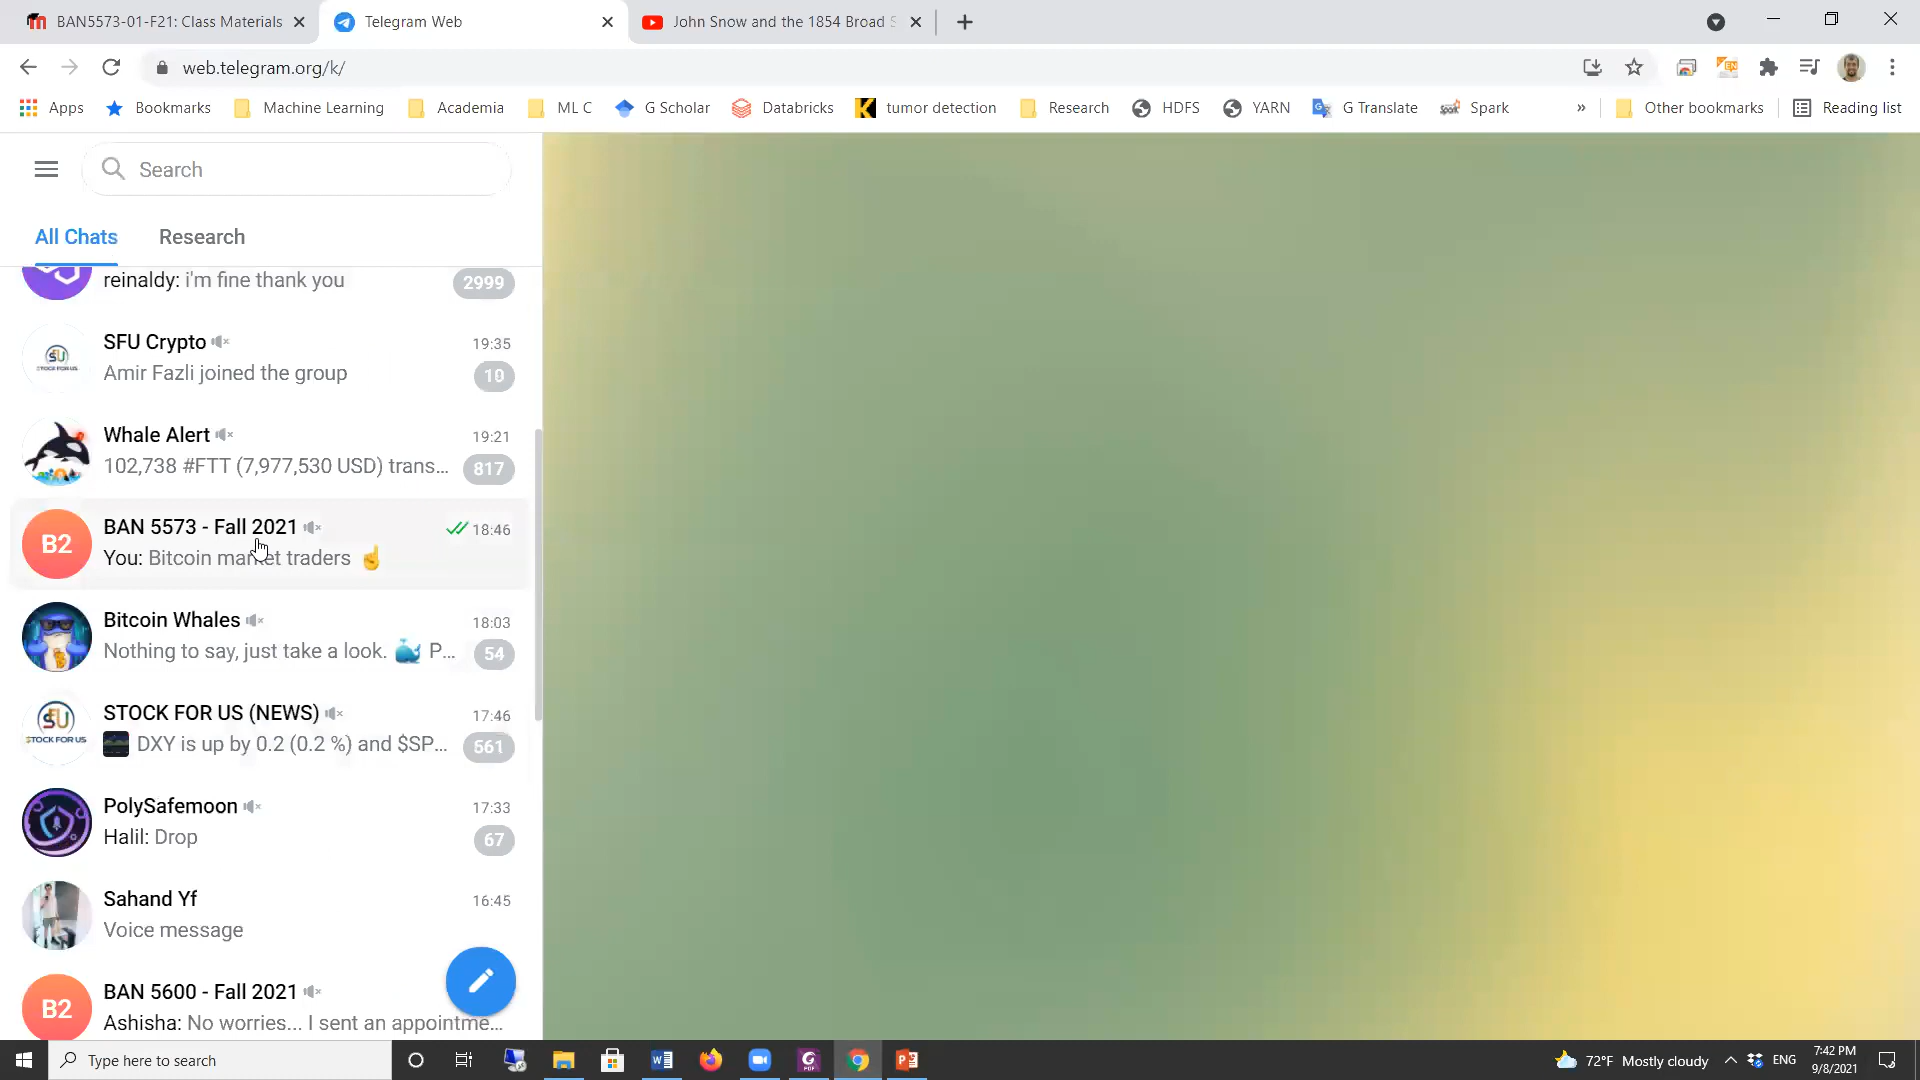 BAN5573-01-F21: Class Materials
Telegram Web
John Snow and the 1854 Broad S
web.telegram.org/k/
Apps
Bookmarks
Machine Learning
Academia
ML C
G Scholar
Databricks
tumor detection
Research
HDFS
YARN
G Translate
Spark
»
Other bookmarks
Reading list
Search
All Chats
Research
reinaldy: i'm fine thank you
2999
SFU Crypto
19:35
Amir Fazli joined the group
10
Whale Alert
19:21
102,738 #FTT (7,977,530 USD) trans...
817
B2
BAN 5573 - Fall 2021
18:46
You: Bitcoin market traders ☝
Bitcoin Whales
18:03
Nothing to say, just take a look. 🐳 P...
54
STOCK FOR US
STOCK FOR US (NEWS)
17:46
DXY is up by 0.2 (0.2 %) and $SP...
561
PolySafemoon
17:33
Halil: Drop
67
Sahand Yf
16:45
Voice message
B2
BAN 5600 - Fall 2021
Ashisha: No worries... I sent an appointme...
Type here to search
72°F Mostly cloudy
ENG
7:42 PM
9/8/2021